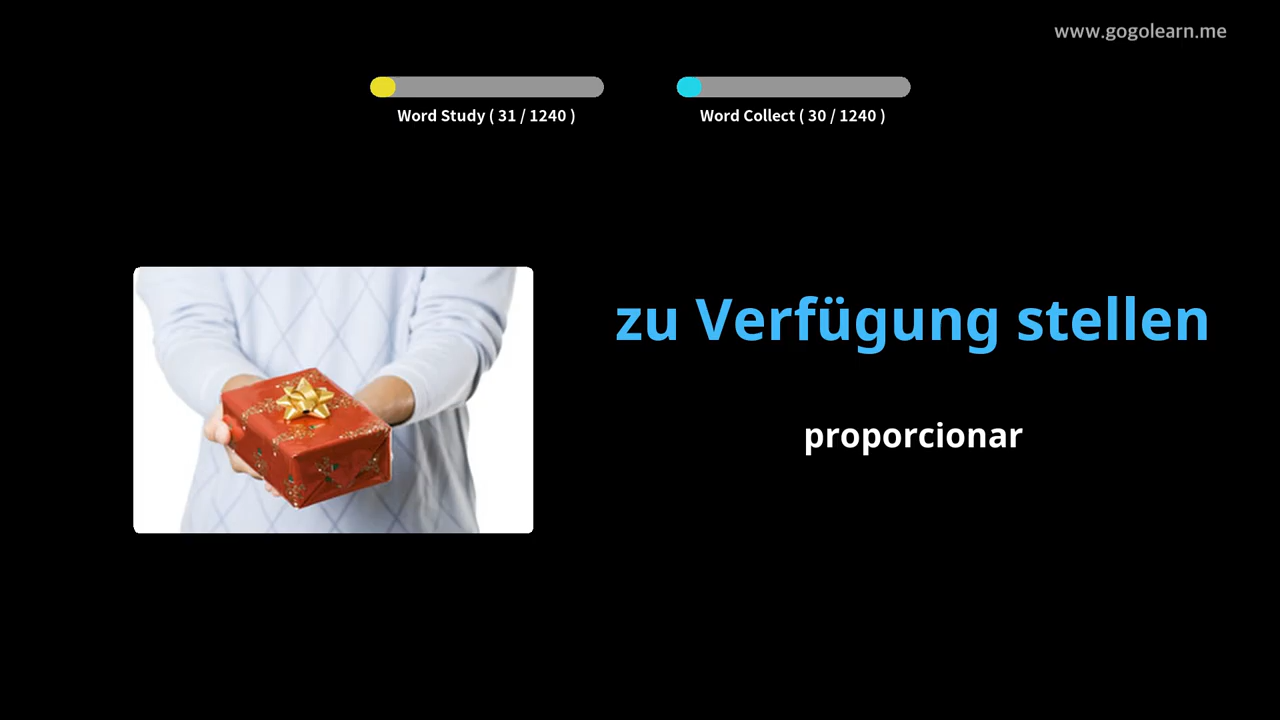 www.gogolearn.me
Word Study ( 31 / 1240 )
Word Collect ( 30 / 1240 )
zu Verfügung stellen
proporcionar